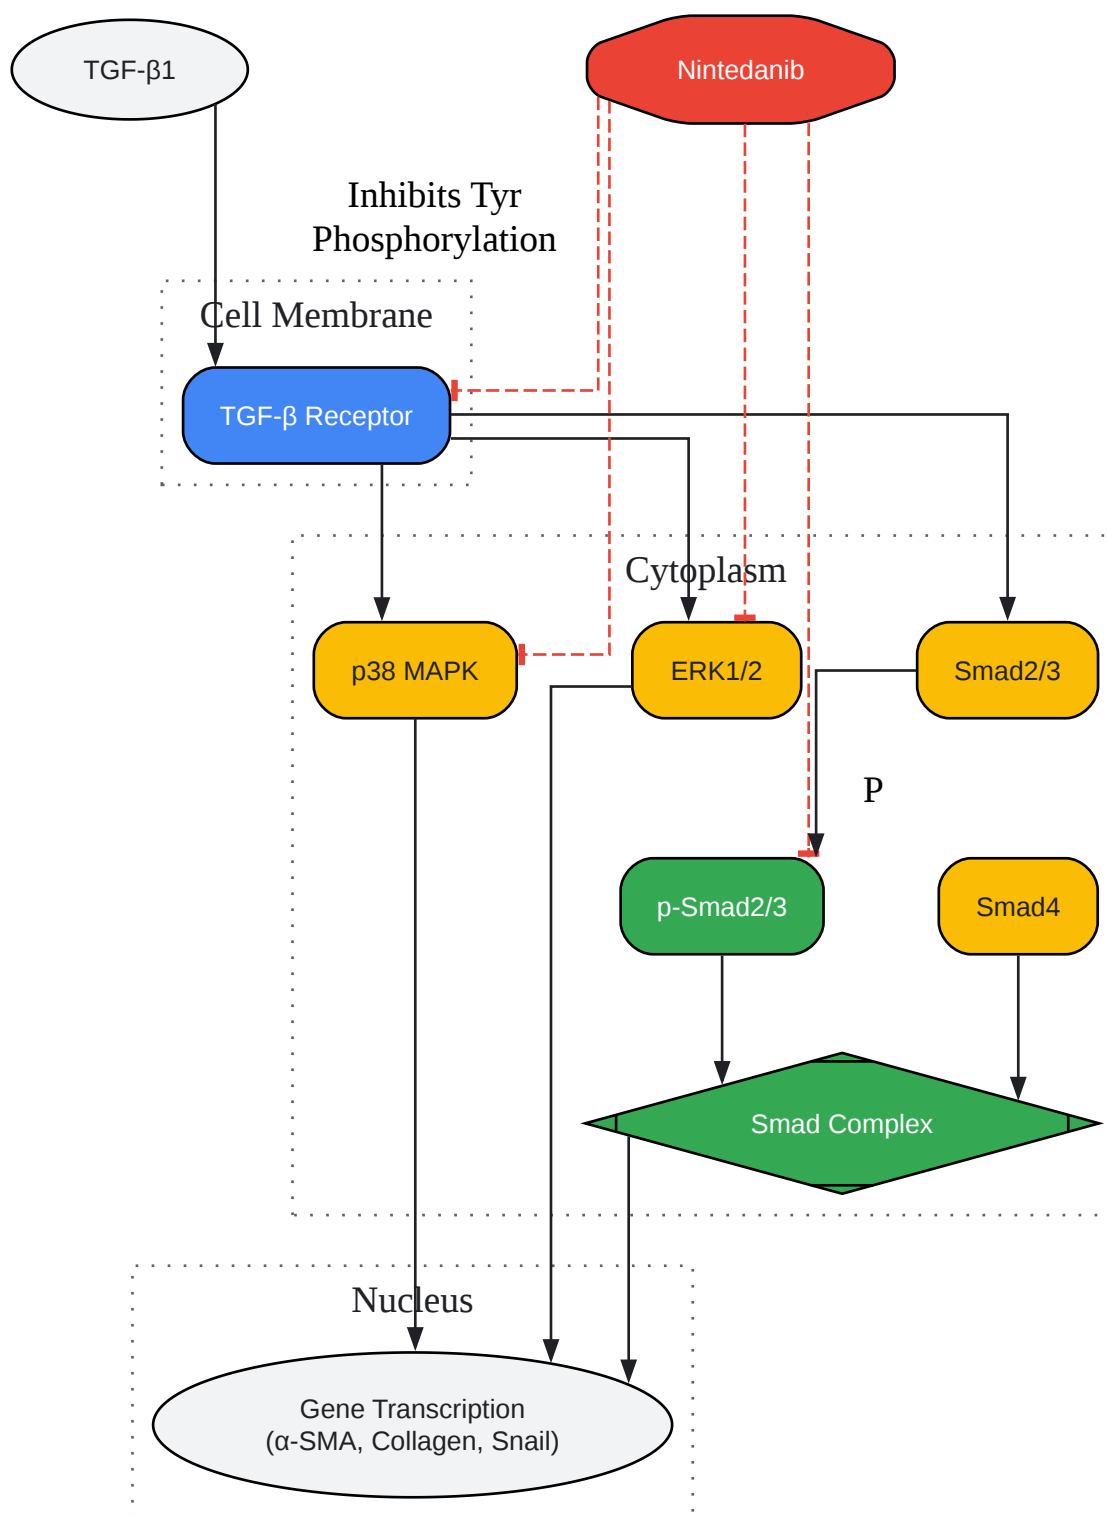 TGF-β1
Nintedanib
Inhibits Tyr
Phosphorylation
Cell Membrane
TGF-β Receptor
Cytoplasm
p38 MAPK
ERK1/2
Smad2/3
P
p-Smad2/3
Smad4
Smad Complex
Nucleus
Gene Transcription
(α-SMA, Collagen, Snail)